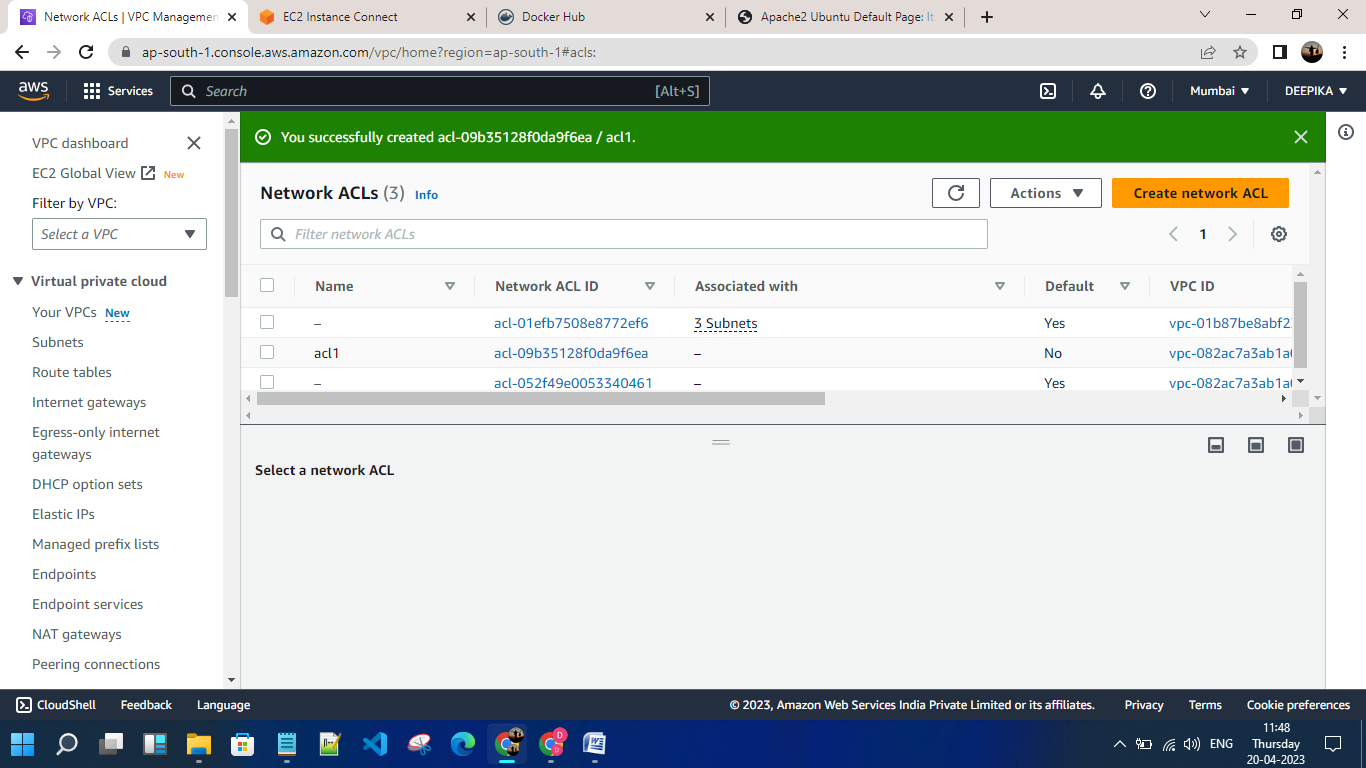 Network ACLs | VPC Managemen
EC2 Instance Connect
Docker Hub
Apache2 Ubuntu Default Page: It
ap-south-1.console.aws.amazon.com/vpc/home?region=ap-south-1#acls:
aws
Services
Search
[Alt+S]
Mumbai
DEEPIKA
VPC dashboard
EC2 Global View New
Filter by VPC:
Select a VPC
Virtual private cloud
Your VPCs New
Subnets
Route tables
Internet gateways
Egress-only internet
gateways
DHCP option sets
Elastic IPs
Managed prefix lists
Endpoints
Endpoint services
NAT gateways
Peering connections
You successfully created acl-09b35128f0da9f6ea / acl1.
Network ACLs (3) Info
Actions
Create network ACL
Filter network ACLs
1
Name Network ACL ID Associated with Default VPC ID
– acl-01efb7508e8772ef6 3 Subnets Yes vpc-01b87be8abf2
acl1 acl-09b35128f0da9f6ea – No vpc-082ac7a3ab1a
– acl-052f49e0053340461 – Yes vpc-082ac7a3ab1a
Select a network ACL
CloudShell Feedback Language
© 2023, Amazon Web Services India Private Limited or its affiliates. Privacy Terms Cookie preferences
D
D
ENG
11:48
Thursday
20-04-2023